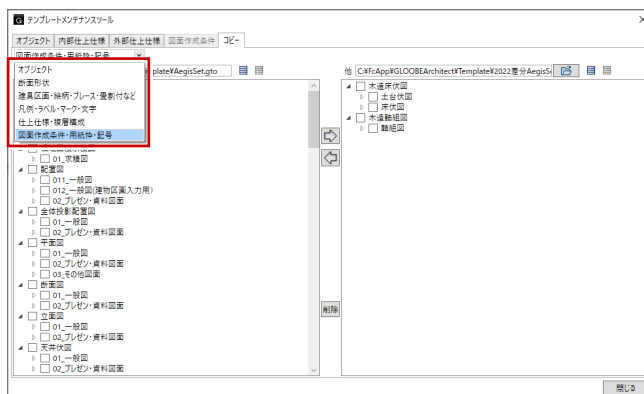 G テンプレートメンテナンスツール
オブジェクト 内部仕上仕様 外部仕上仕様 図面作成条件 コピー
図面作成条件・用紙枠・記号
オブジェクト
断面形状
建具区画・絵柄・ブレース・畳割付など
凡例・ラベル・マーク・文字
仕上仕様・複層構成
図面作成条件・用紙枠・記号
plate¥AegisSet.gto
01_求積図
配置図
011_一般図
012_一般図(建物区画入力用)
02_プレゼン・資料図面
全体投影配置図
01_一般図
02_プレゼン・資料図面
平面図
01_一般図
02_プレゼン・資料図面
03_その他図面
断面図
01_一般図
02_プレゼン・資料図面
立面図
01_一般図
02_プレゼン・資料図面
天井伏図
01_一般図
02_プレゼン・資料図面
削除
他 C:¥FcApp¥GLOOBEArchitect¥Template¥2022差分AegisSe
木造床伏図
土台伏図
床伏図
木造軸組図
軸組図
閉じる